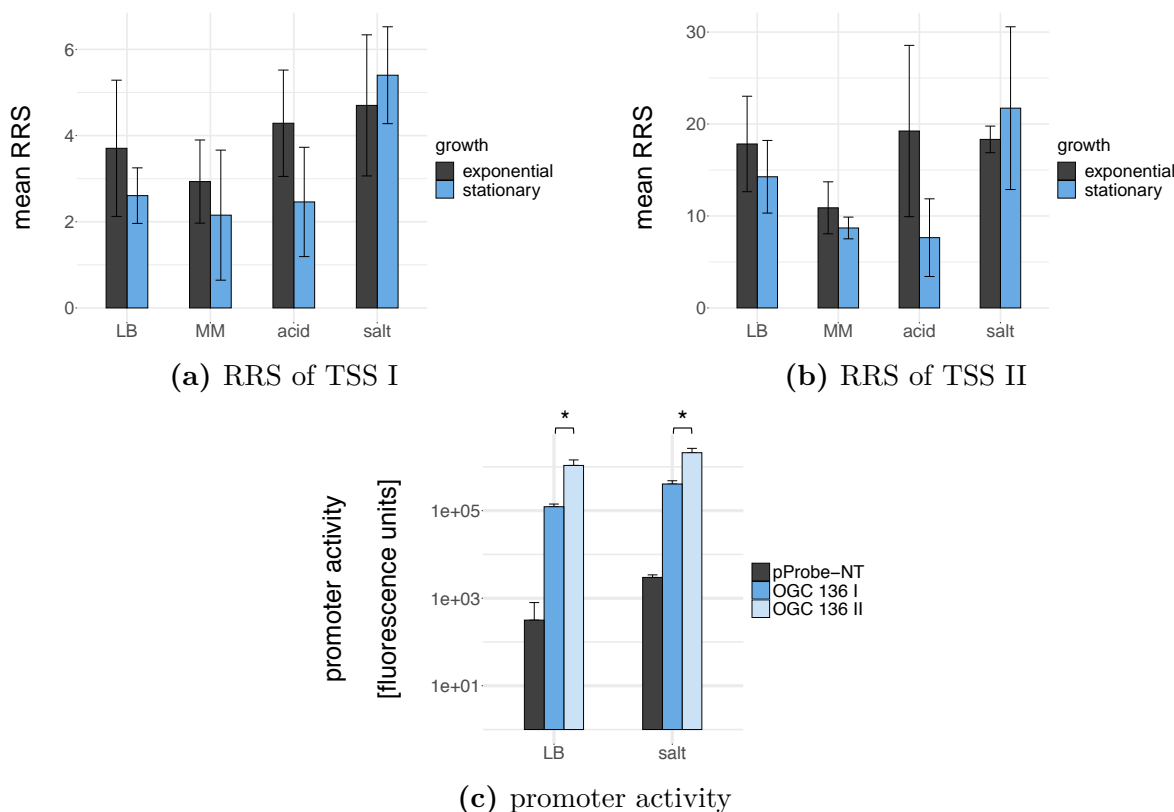 mean RRS
6
4
2
0
LB MM acid salt
growth
exponential
stationary
(a) RRS of TSS I
mean RRS
30
20
10
0
LB MM acid salt
growth
exponential
stationary
(b) RRS of TSS II
promoter activity
[fluorescence units]
* *
1e+05
1e+03
1e+01
LB salt
pProbe−NT
OGC 136 I
OGC 136 II
(c) promoter activity